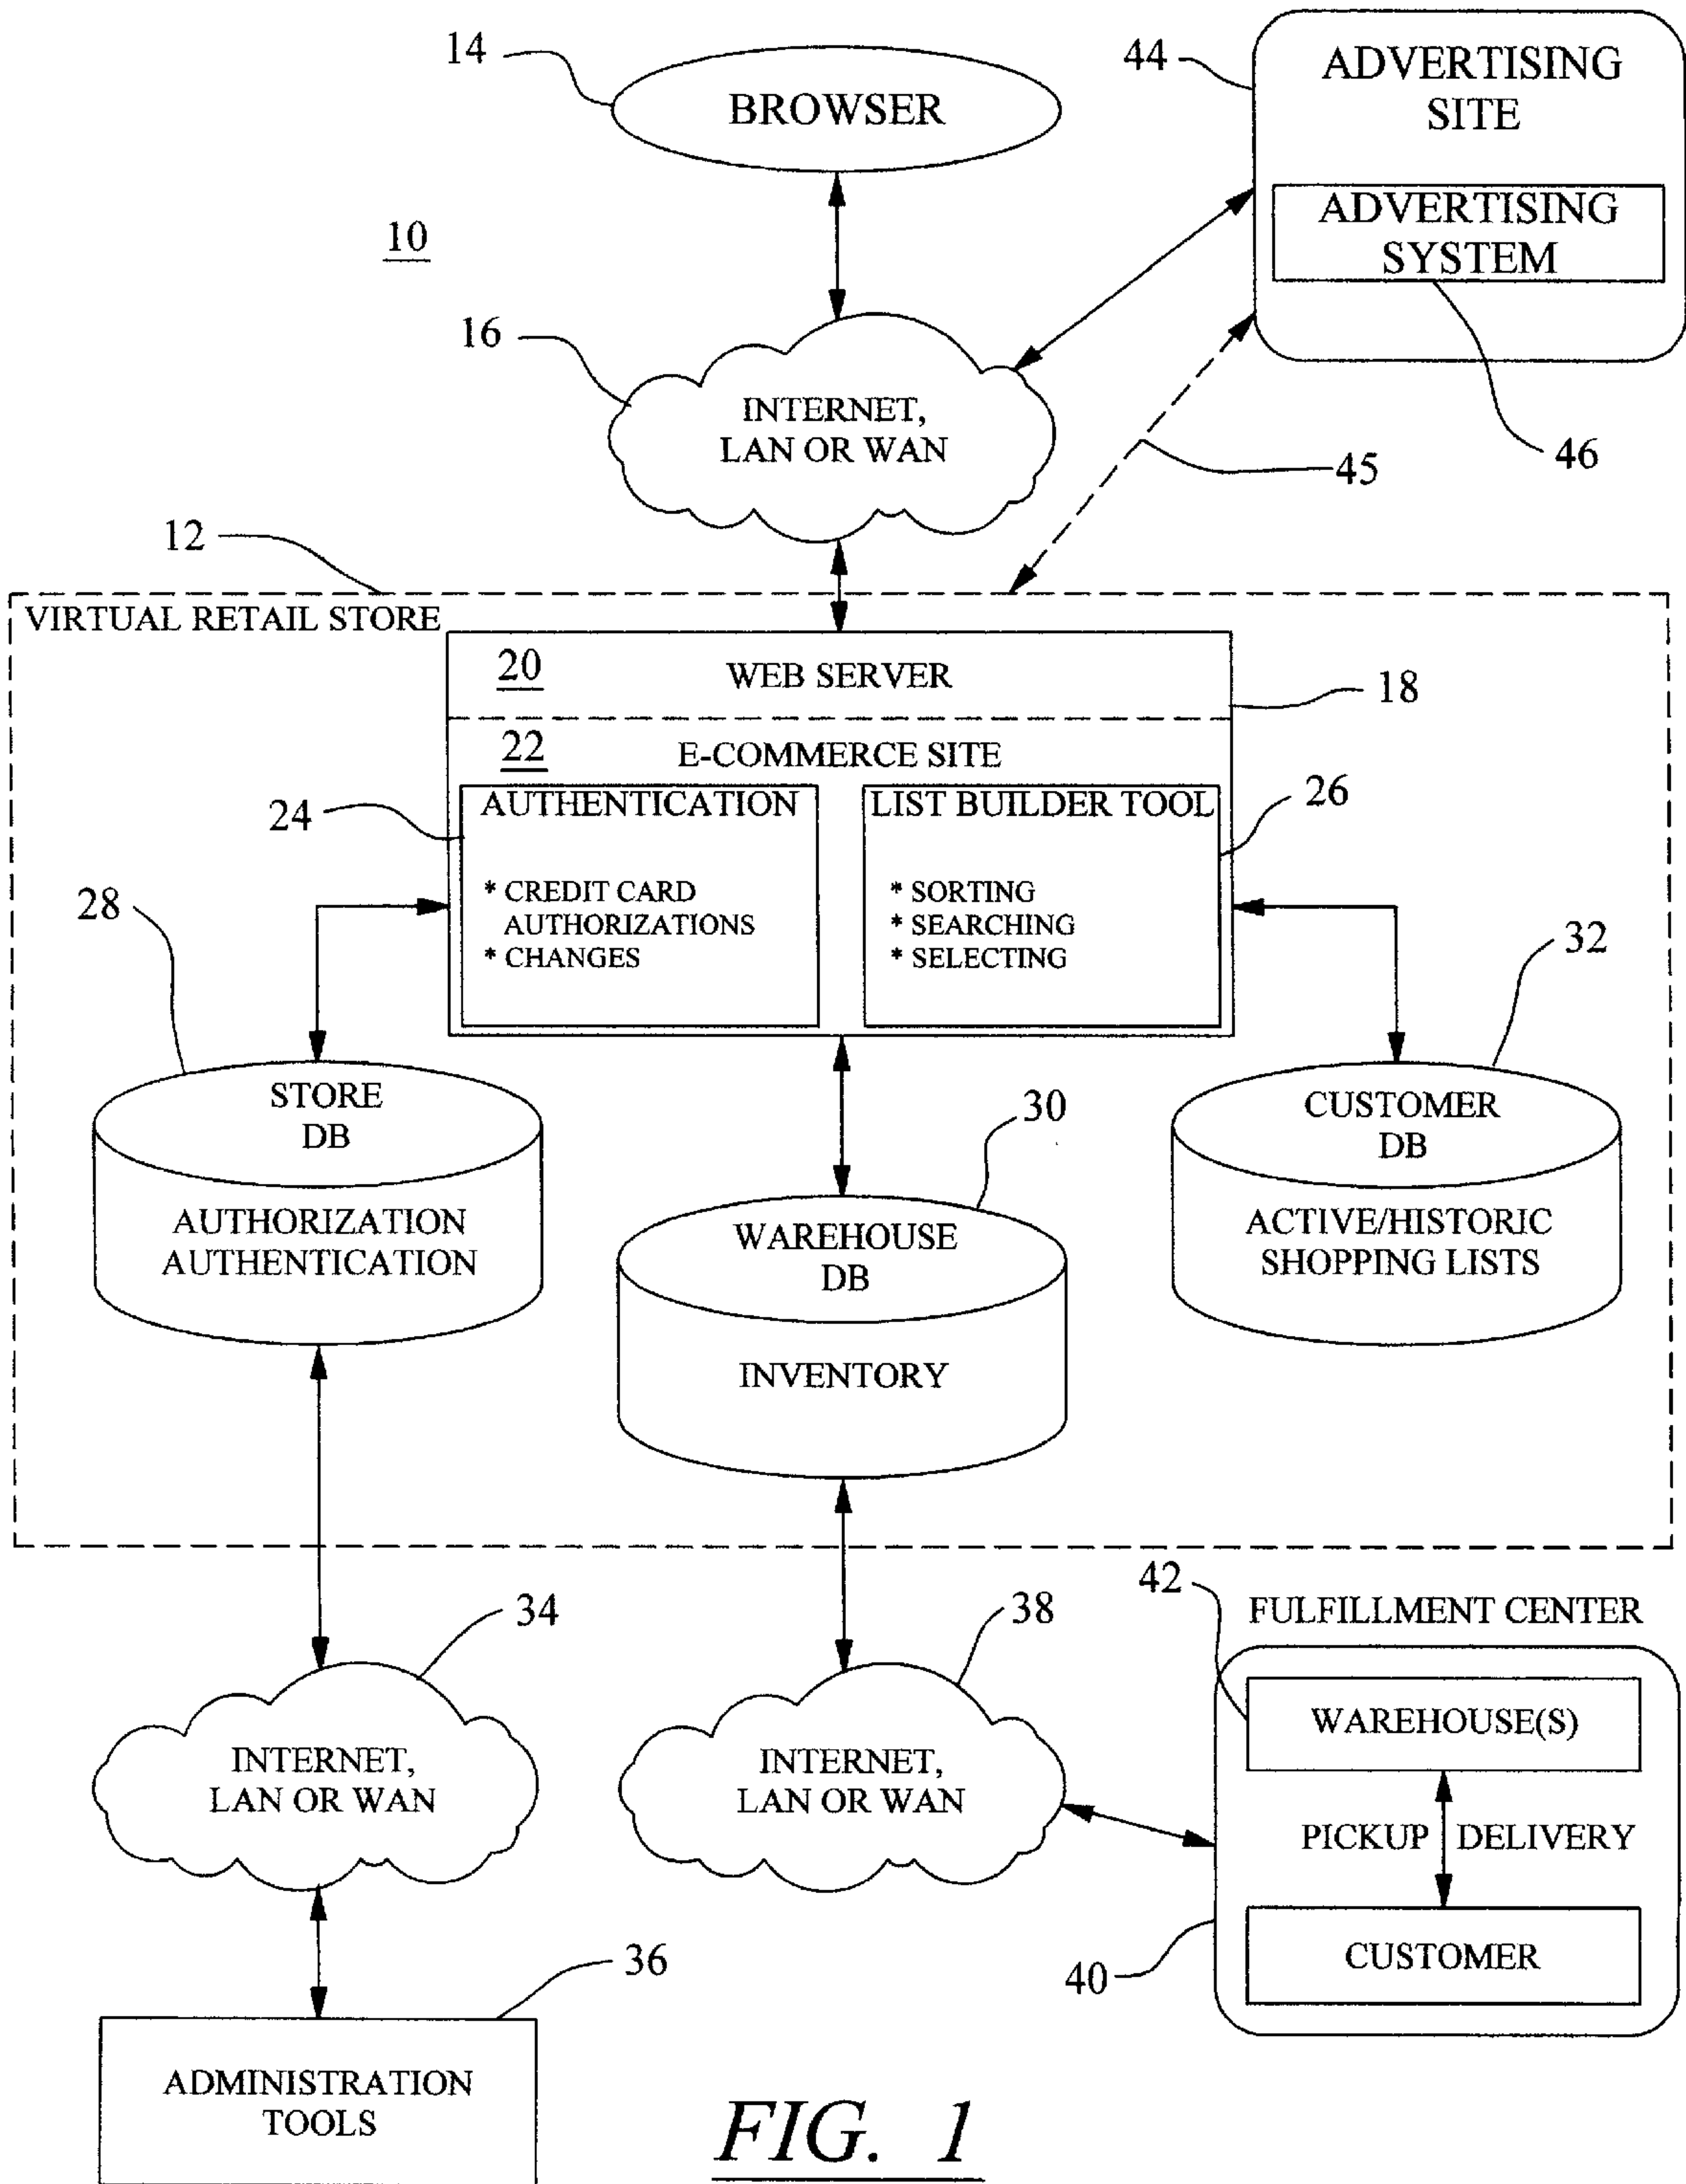 14
BROWSER
44
ADVERTISING
SITE
ADVERTISING
SYSTEM
10
16
INTERNET,
LAN OR WAN
45
46
12
VIRTUAL RETAIL STORE
20
WEB SERVER
18
22
E-COMMERCE SITE
24
AUTHENTICATION
* CREDIT CARD
AUTHORIZATIONS
* CHANGES
LIST BUILDER TOOL
26
* SORTING
* SEARCHING
* SELECTING
28
32
STORE
DB
AUTHORIZATION
AUTHENTICATION
30
WAREHOUSE
DB
INVENTORY
CUSTOMER
DB
ACTIVE/HISTORIC
SHOPPING LISTS
34
INTERNET,
LAN OR WAN
38
INTERNET,
LAN OR WAN
42
FULFILLMENT CENTER
WAREHOUSE(S)
PICKUP DELIVERY
CUSTOMER
40
36
ADMINISTRATION
TOOLS
FIG. 1